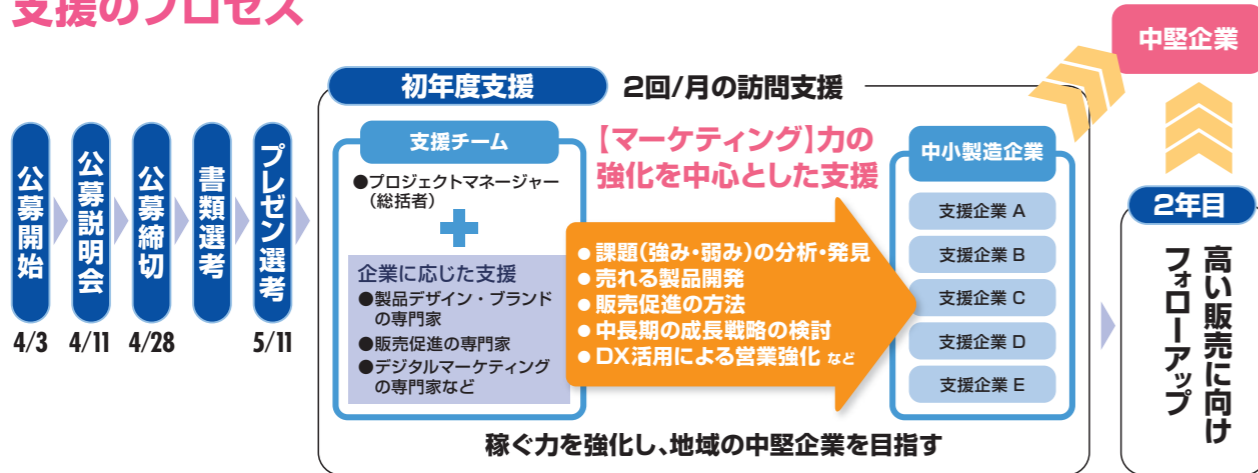 支援のプロセス
公募開始
4/3
公募説明会
4/11
公募締切
4/28
書類選考
プレゼン選考
5/11
初年度支援
2回/月の訪問支援
支援チーム
●プロジェクトマネージャー
（総括者）
企業に応じた支援
●製品デザイン・ブランド
の専門家
●販売促進の専門家
●デジタルマーケティング
の専門家など
【マーケティング】力の
強化を中心とした支援
●課題（強み・弱み）の分析・発見
●売れる製品開発
●販売促進の方法
●中長期の成長戦略の検討
●DX活用による営業強化 など
中小製造企業
支援企業 A
支援企業 B
支援企業 C
支援企業 D
支援企業 E
稼ぐ力を強化し、地域の中堅企業を目指す
中堅企業
2年目
高い販売に向け
フォローアップ